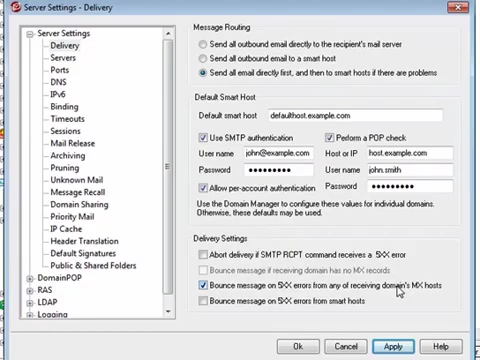 Server Settings - Delivery
Server Settings
Delivery
Servers
Ports
DNS
IPv6
Binding
Timeouts
Sessions
Mail Release
Archiving
Pruning
Unknown Mail
Message Recall
Domain Sharing
Priority Mail
IP Cache
Header Translation
Default Signatures
Public & Shared Folders
DomainPOP
RAS
LDAP
Logging
Message Routing
Send all outbound email directly to the recipient's mail server
Send all outbound email to a smart host
Send all email directly first, and then to smart hosts if there are problems
Default Smart Host
Default smart host defaulthost.example.com
Use SMTP authentication Perform a POP check
User name john@example.com Host or IP host.example.com
Password ●●●●●●●●● User name john.smith
Allow per-account authentication Password ●●●●●●●●●
Use the Domain Manager to configure these values for individual domains.
Otherwise, these defaults may be used.
Delivery Settings
Abort delivery if SMTP RCPT command receives a 5XX error
Bounce message if receiving domain has no MX records
Bounce message on 5XX errors from any of receiving domain's MX hosts
Bounce message on 5XX errors from smart hosts
Ok Cancel Apply Help